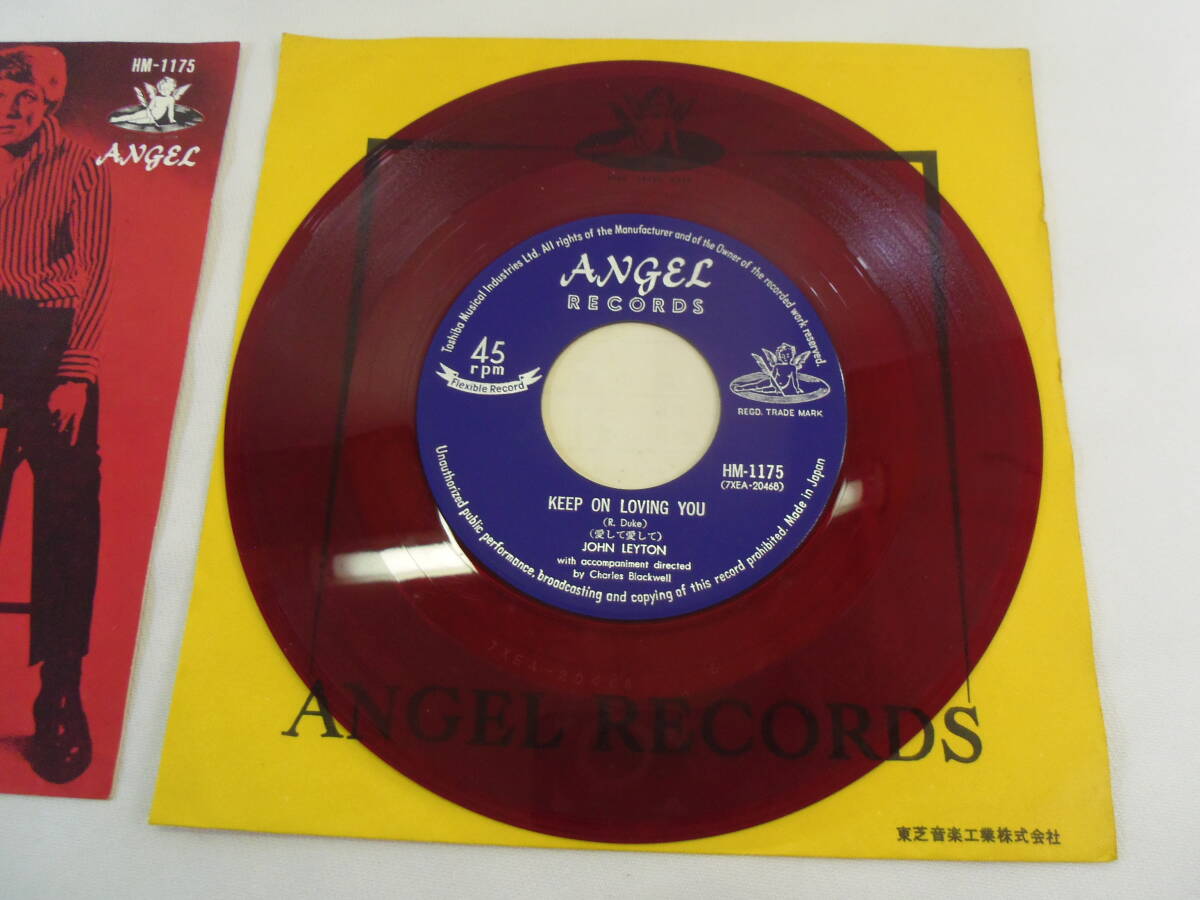 HM-1175
ANGEL
Toshiba Musical Industries Ltd. All rights of the Manufacturer and of the Owner of the recorded work reserved.
ANGEL
RECORDS
45
rpm
Flexible Record
REGD. TRADE MARK
HM-1175
(7XEA-2046B)
KEEP ON LOVING YOU
(R. Duke)
(愛して愛して)
JOHN LEYTON
with accompaniment directed
by Charles Blackwell
Unauthorized public performance, broadcasting and copying of this record prohibited. Made in Japan
ANGEL RECORDS
東芝音楽工業株式会社